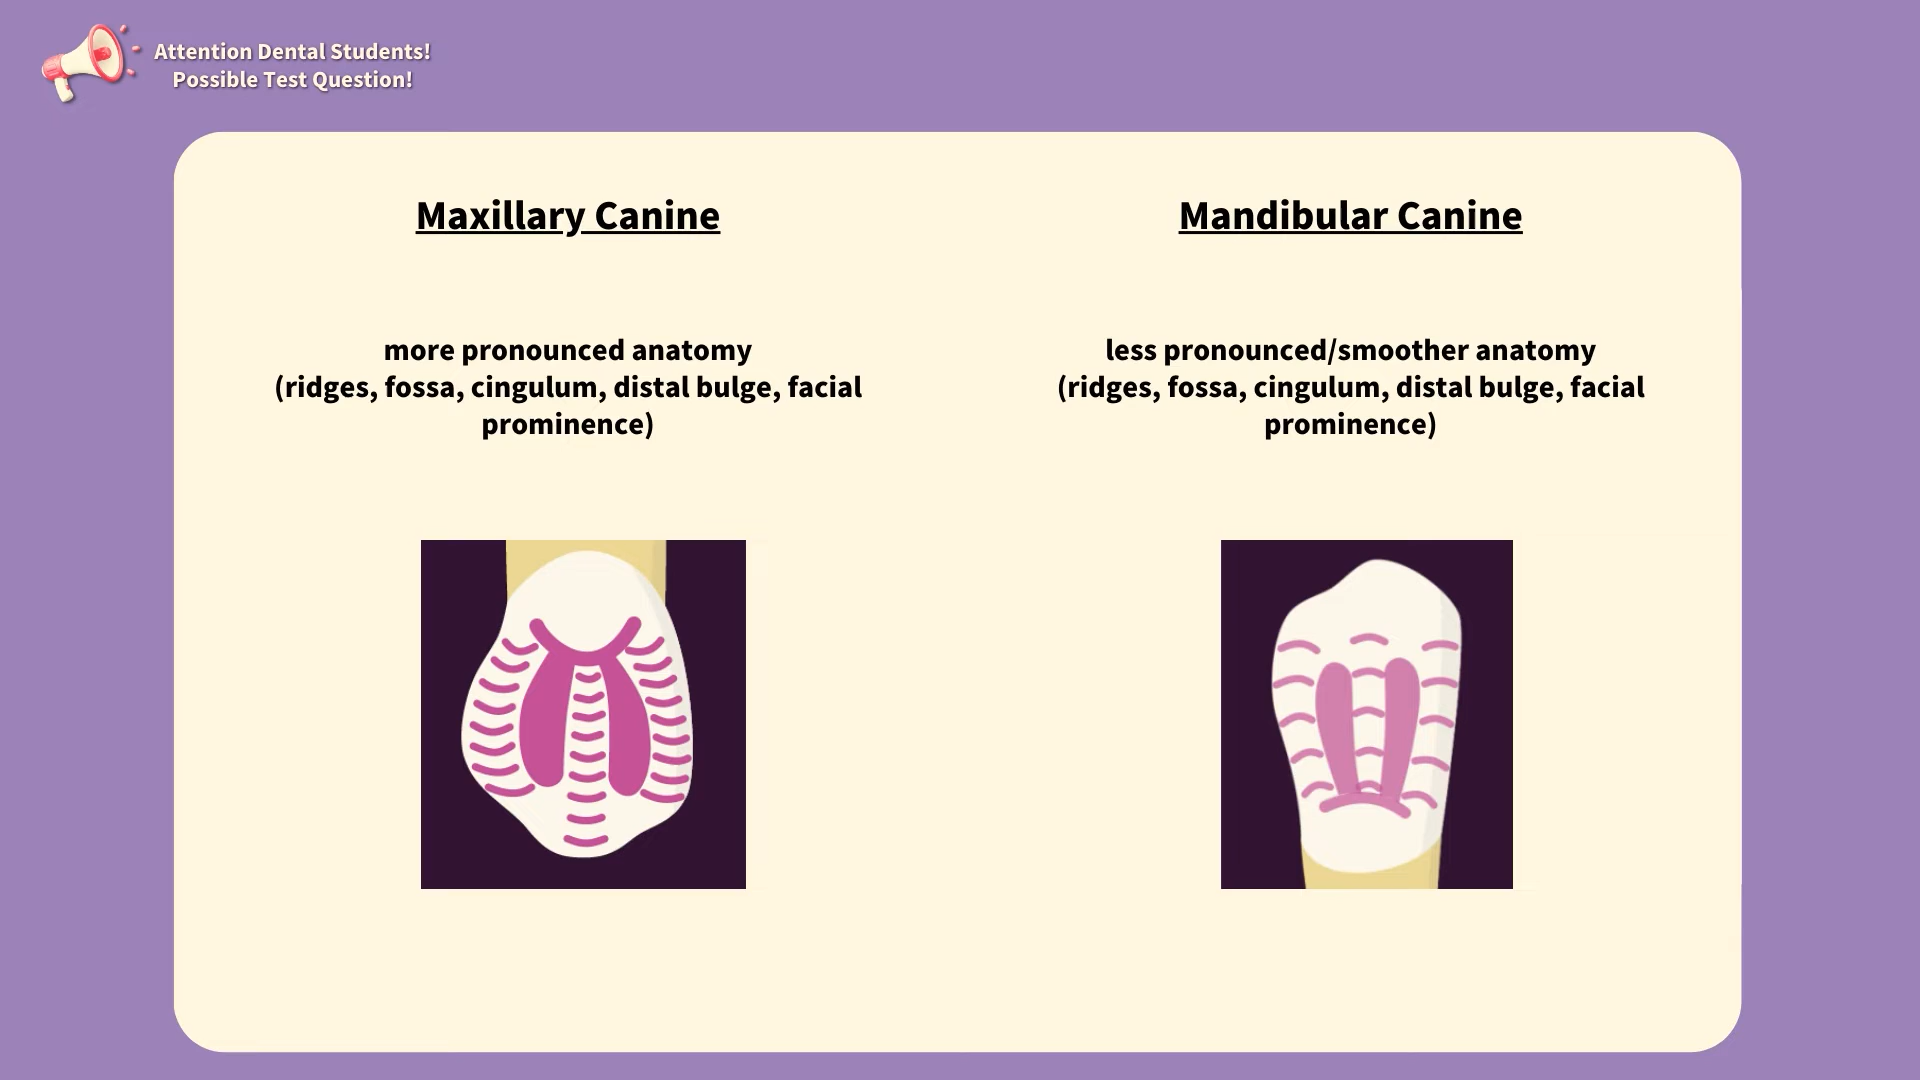 Attention Dental Students!
Possible Test Question!
Maxillary Canine
more pronounced anatomy
(ridges, fossa, cingulum, distal bulge, facial
prominence)
Mandibular Canine
less pronounced/smoother anatomy
(ridges, fossa, cingulum, distal bulge, facial
prominence)